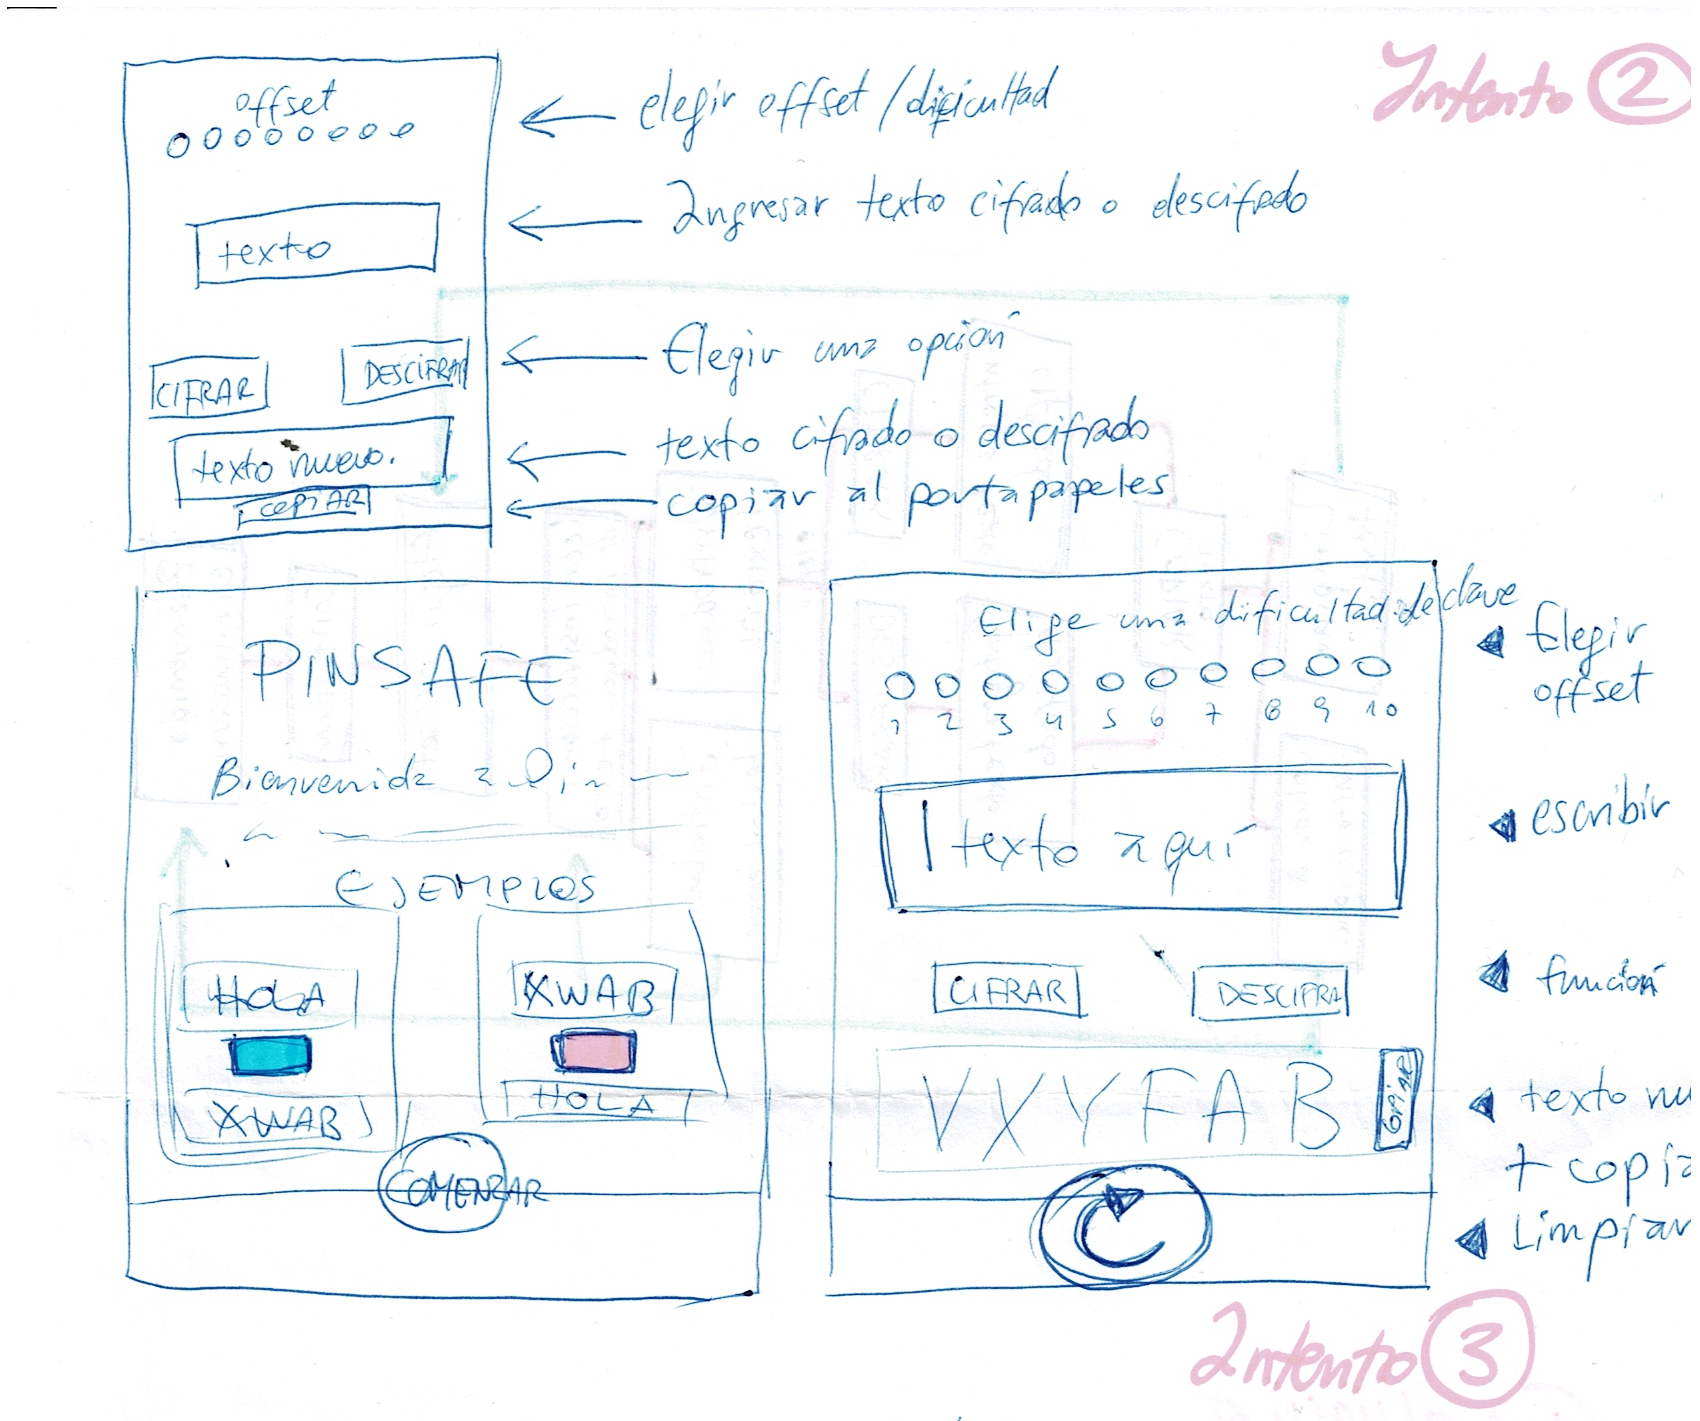 Intento 2
offset
elegir offset / dificultad
texto
Ingresar texto cifrado o descifrado
CIFRAR
DESCIFRAR
Elegir una opción
texto nuevo.
texto cifrado o descifrado
COPIAR
copiar al portapapeles
PINSAFE
Bienvenida a
EJEMPLOS
HOLA
XWAB
XWAB
HOLA
COMENZAR
Elige una dificultad de clave
1 2 3 4 5 6 7 8 9 10
Elegir
offset
texto aquí
escribir
CIFRAR
DESCIFRA
función
VXYFAB
COPIAR
texto nu
+ copia
Limpiar
Intento 3